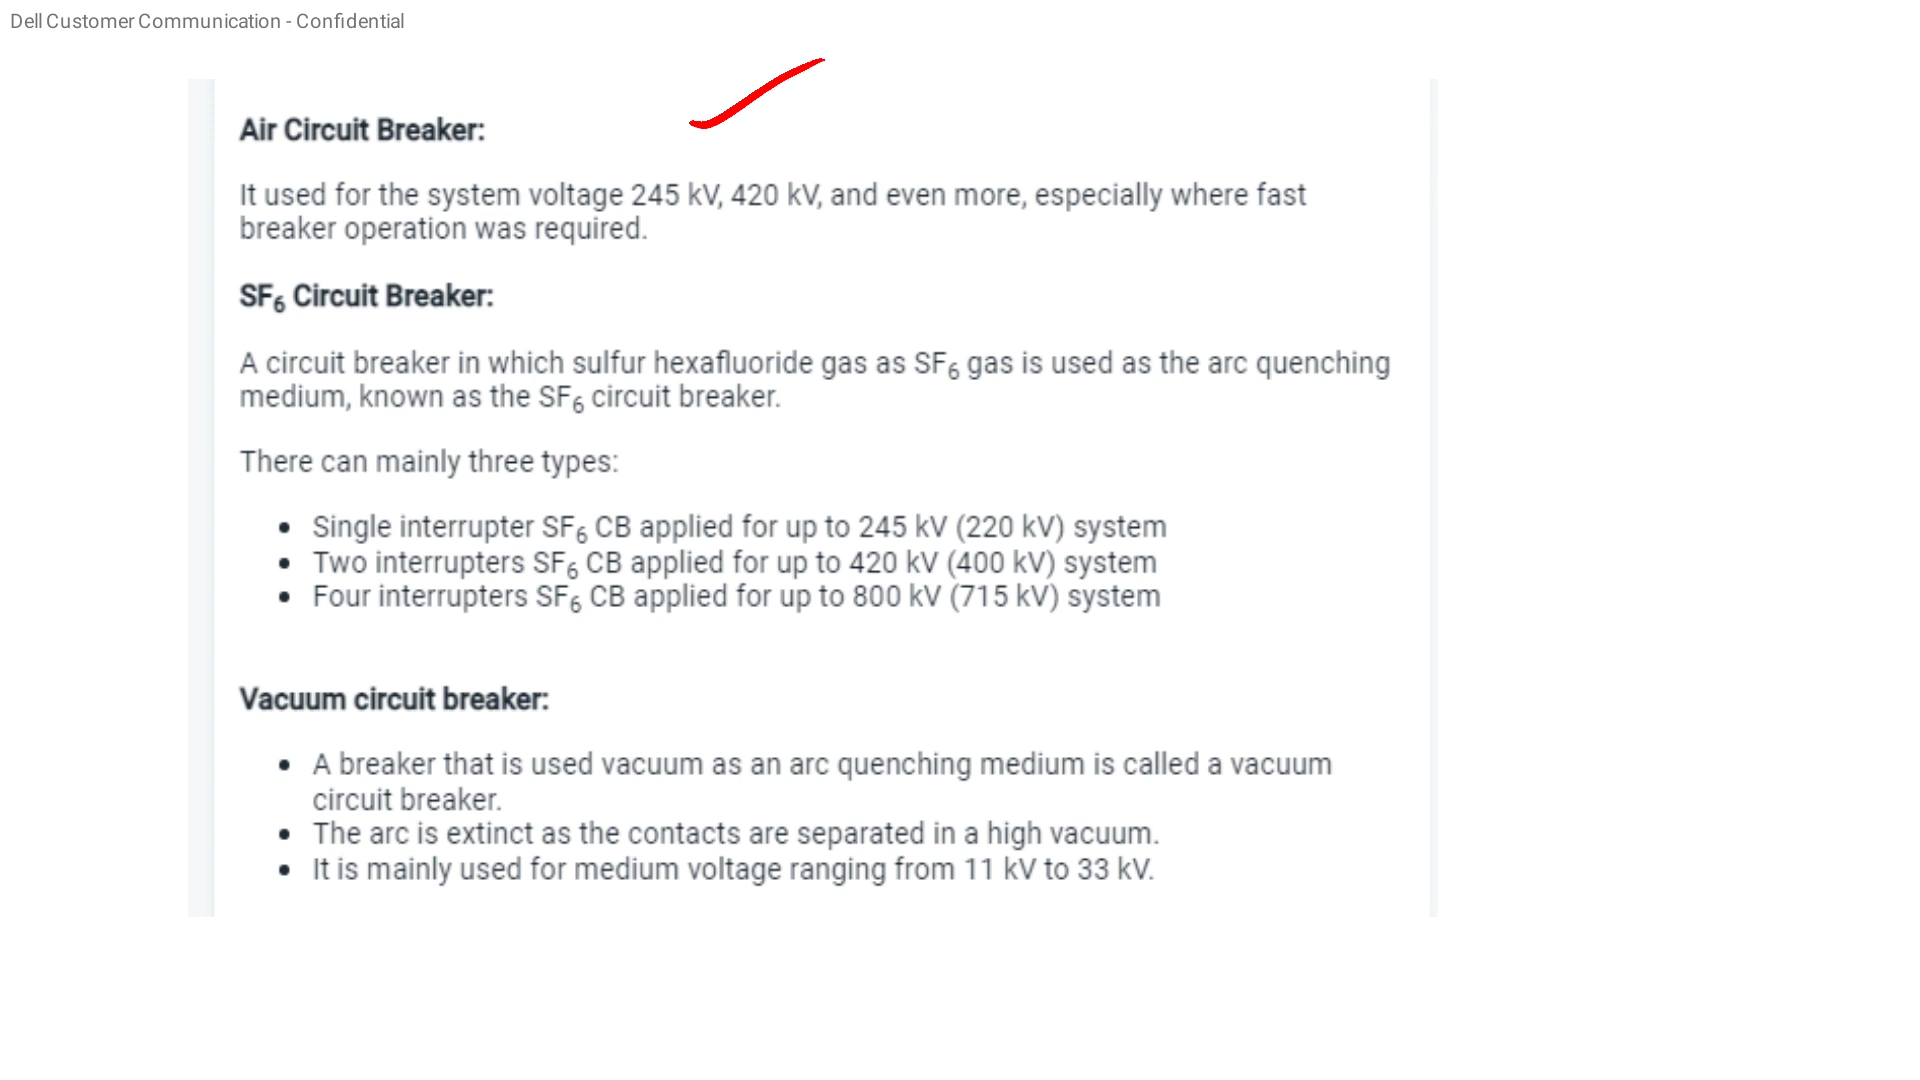 Dell Customer Communication - Confidential
Air Circuit Breaker:
It used for the system voltage 245 kV, 420 kV, and even more, especially where fast
breaker operation was required.
SF₆ Circuit Breaker:
A circuit breaker in which sulfur hexafluoride gas as SF₆ gas is used as the arc quenching
medium, known as the SF₆ circuit breaker.
There can mainly three types:
• Single interrupter SF₆ CB applied for up to 245 kV (220 kV) system
• Two interrupters SF₆ CB applied for up to 420 kV (400 kV) system
• Four interrupters SF₆ CB applied for up to 800 kV (715 kV) system
Vacuum circuit breaker:
• A breaker that is used vacuum as an arc quenching medium is called a vacuum
circuit breaker.
• The arc is extinct as the contacts are separated in a high vacuum.
• It is mainly used for medium voltage ranging from 11 kV to 33 kV.